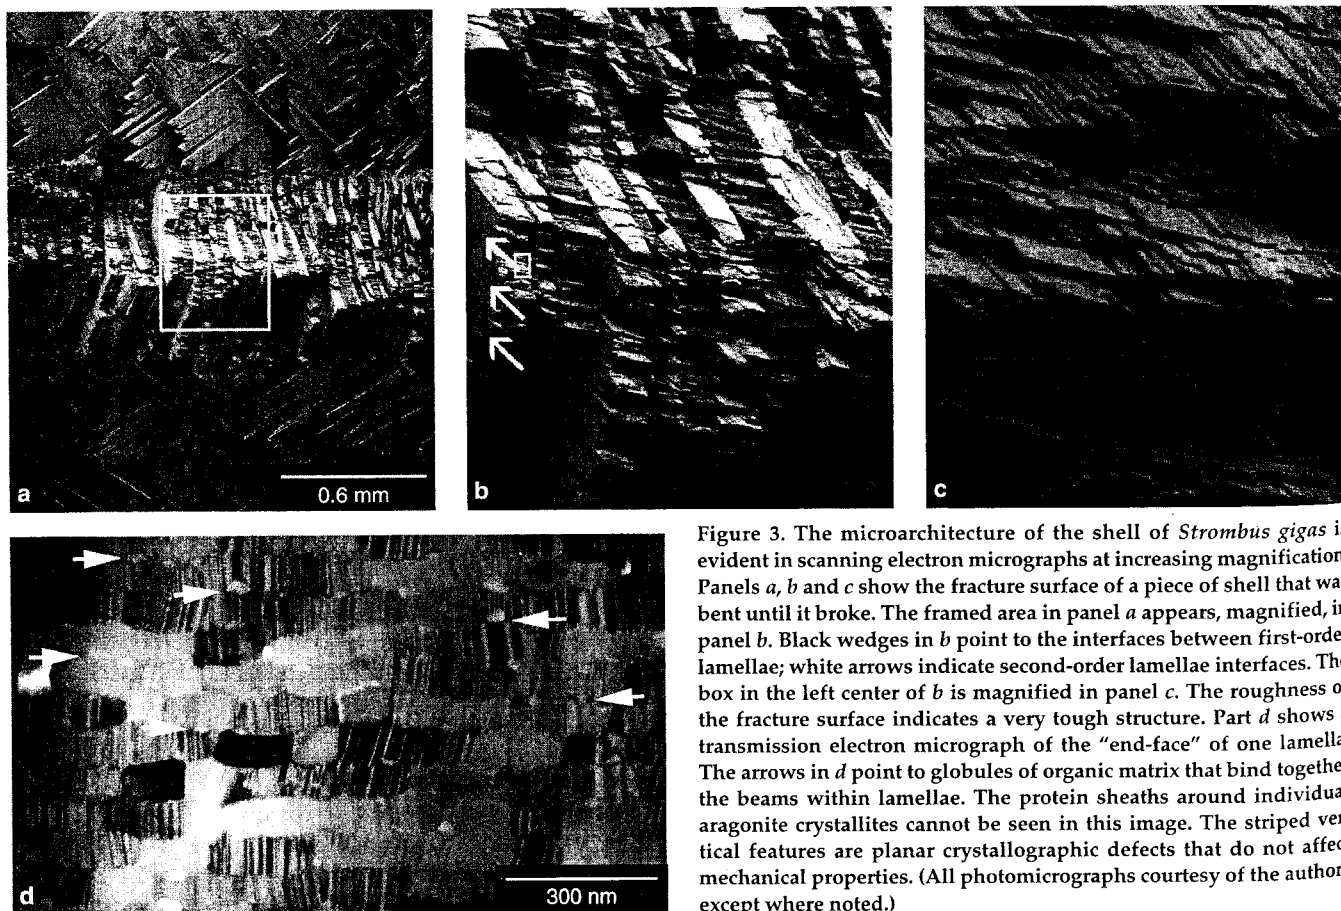 a
0.6 mm
b
c
d
300 nm
Figure 3. The microarchitecture of the shell of Strombus gigas i
evident in scanning electron micrographs at increasing magnification
Panels a, b and c show the fracture surface of a piece of shell that wa
bent until it broke. The framed area in panel a appears, magnified, i
panel b. Black wedges in b point to the interfaces between first-orde
lamellae; white arrows indicate second-order lamellae interfaces. Th
box in the left center of b is magnified in panel c. The roughness o
the fracture surface indicates a very tough structure. Part d shows
transmission electron micrograph of the "end-face" of one lamella
The arrows in d point to globules of organic matrix that bind togethe
the beams within lamellae. The protein sheaths around individua
aragonite crystallites cannot be seen in this image. The striped ver
tical features are planar crystallographic defects that do not affec
mechanical properties. (All photomicrographs courtesy of the author
except where noted.)